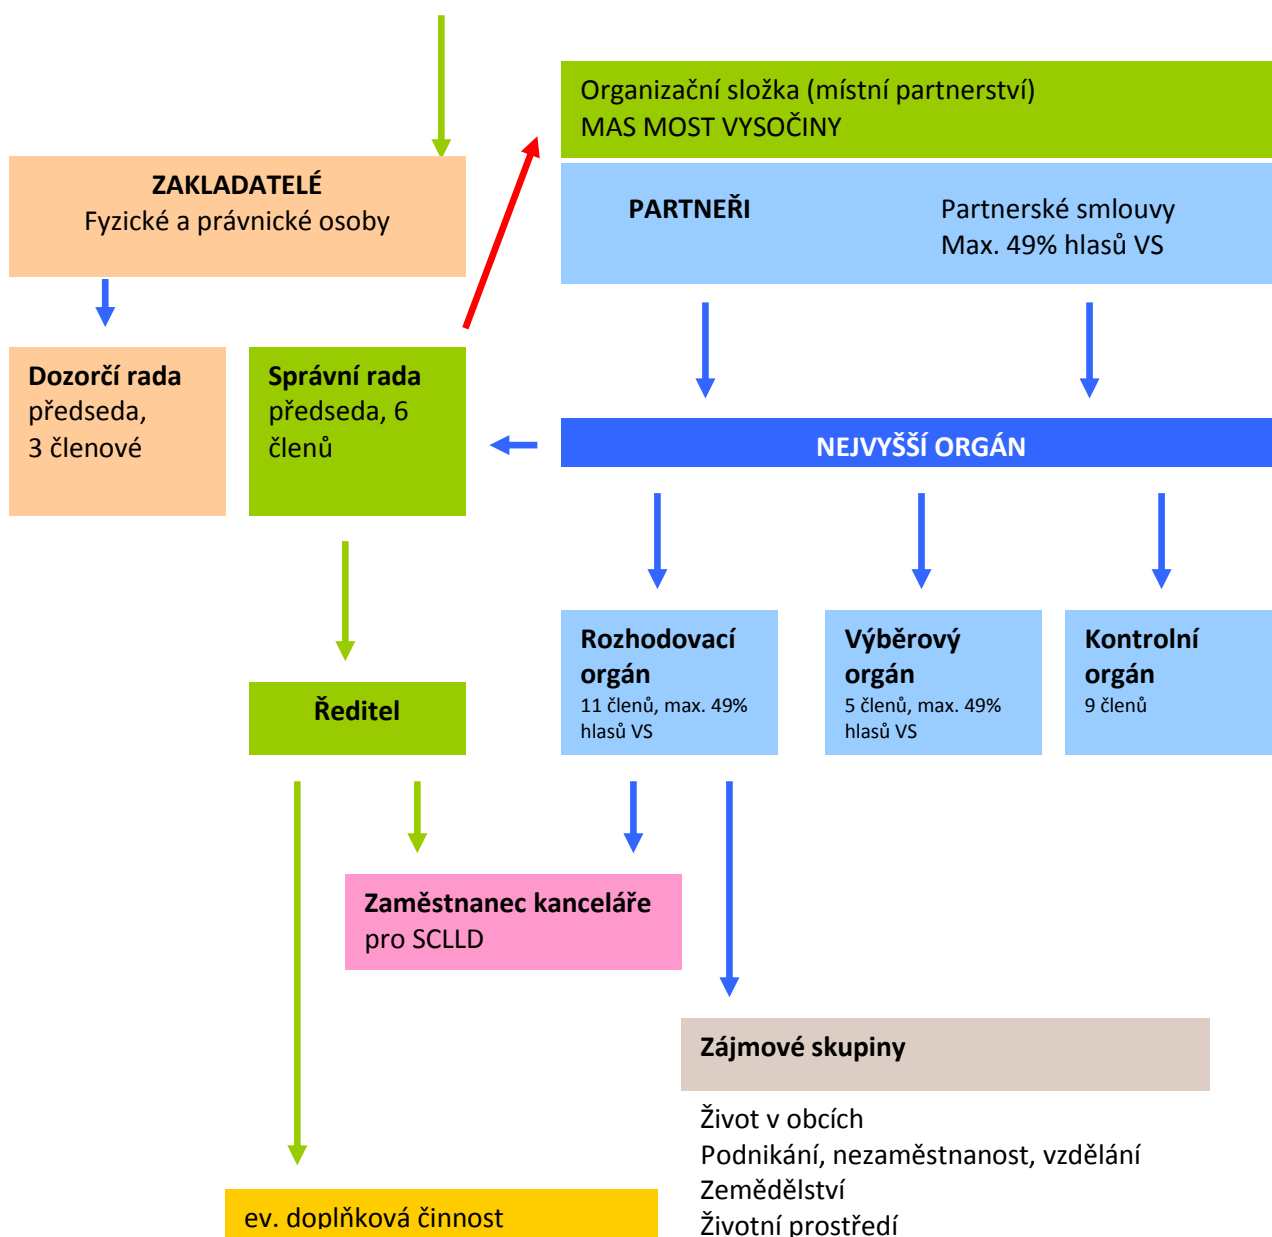 Organizační složka (místní partnerství)
MAS MOST VYSOČINY
ZAKLADATELÉ
Fyzické a právnické osoby
PARTNEŘI
Partnerské smlouvy
Max. 49% hlasů VS
Dozorčí rada
předseda,
3 členové
Správní rada
předseda, 6
členů
NEJVYŠŠÍ ORGÁN
Rozhodovací
orgán
11 členů, max. 49%
hlasů VS
Výběrový
orgán
5 členů, max. 49%
hlasů VS
Kontrolní
orgán
9 členů
Ředitel
Zaměstnanec kanceláře
pro SCLLD
Zájmové skupiny
Život v obcích
Podnikání, nezaměstnanost, vzdělání
Zemědělství
Životní prostředí
ev. doplňková činnost